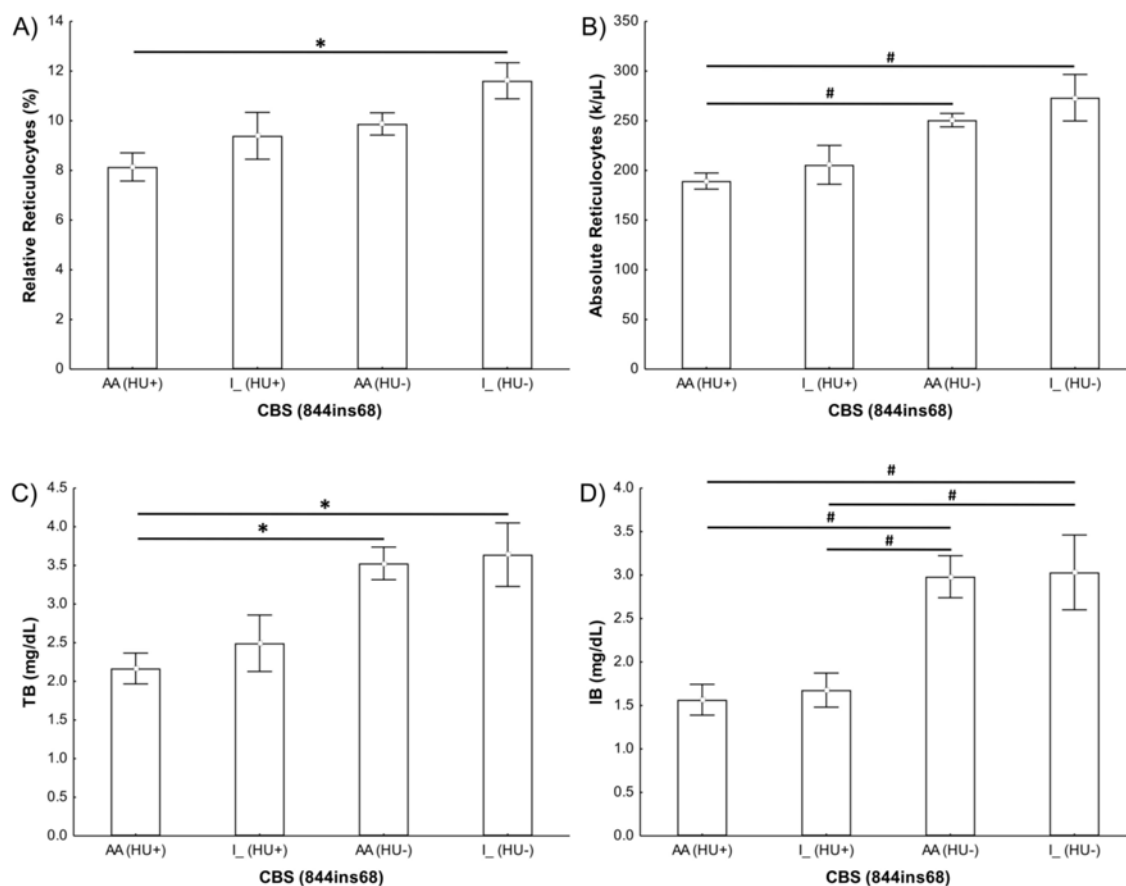 A)
Relative Reticulocytes (%)
14
12
10
8
6
4
2
0
*
AA (HU+) I_ (HU+) AA (HU-) I_ (HU-)
CBS (844ins68)
B)
Absolute Reticulocytes (k/µL)
350
300
250
200
150
100
50
0
#
#
AA (HU+) I_ (HU+) AA (HU-) I_ (HU-)
CBS (844ins68)
C)
TB (mg/dL)
4.5
4.0
3.5
3.0
2.5
2.0
1.5
1.0
0.5
0.0
*
*
AA (HU+) I_ (HU+) AA (HU-) I_ (HU-)
CBS (844ins68)
D)
IB (mg/dL)
4.0
3.5
3.0
2.5
2.0
1.5
1.0
0.5
0.0
#
#
#
#
AA (HU+) I_ (HU+) AA (HU-) I_ (HU-)
CBS (844ins68)